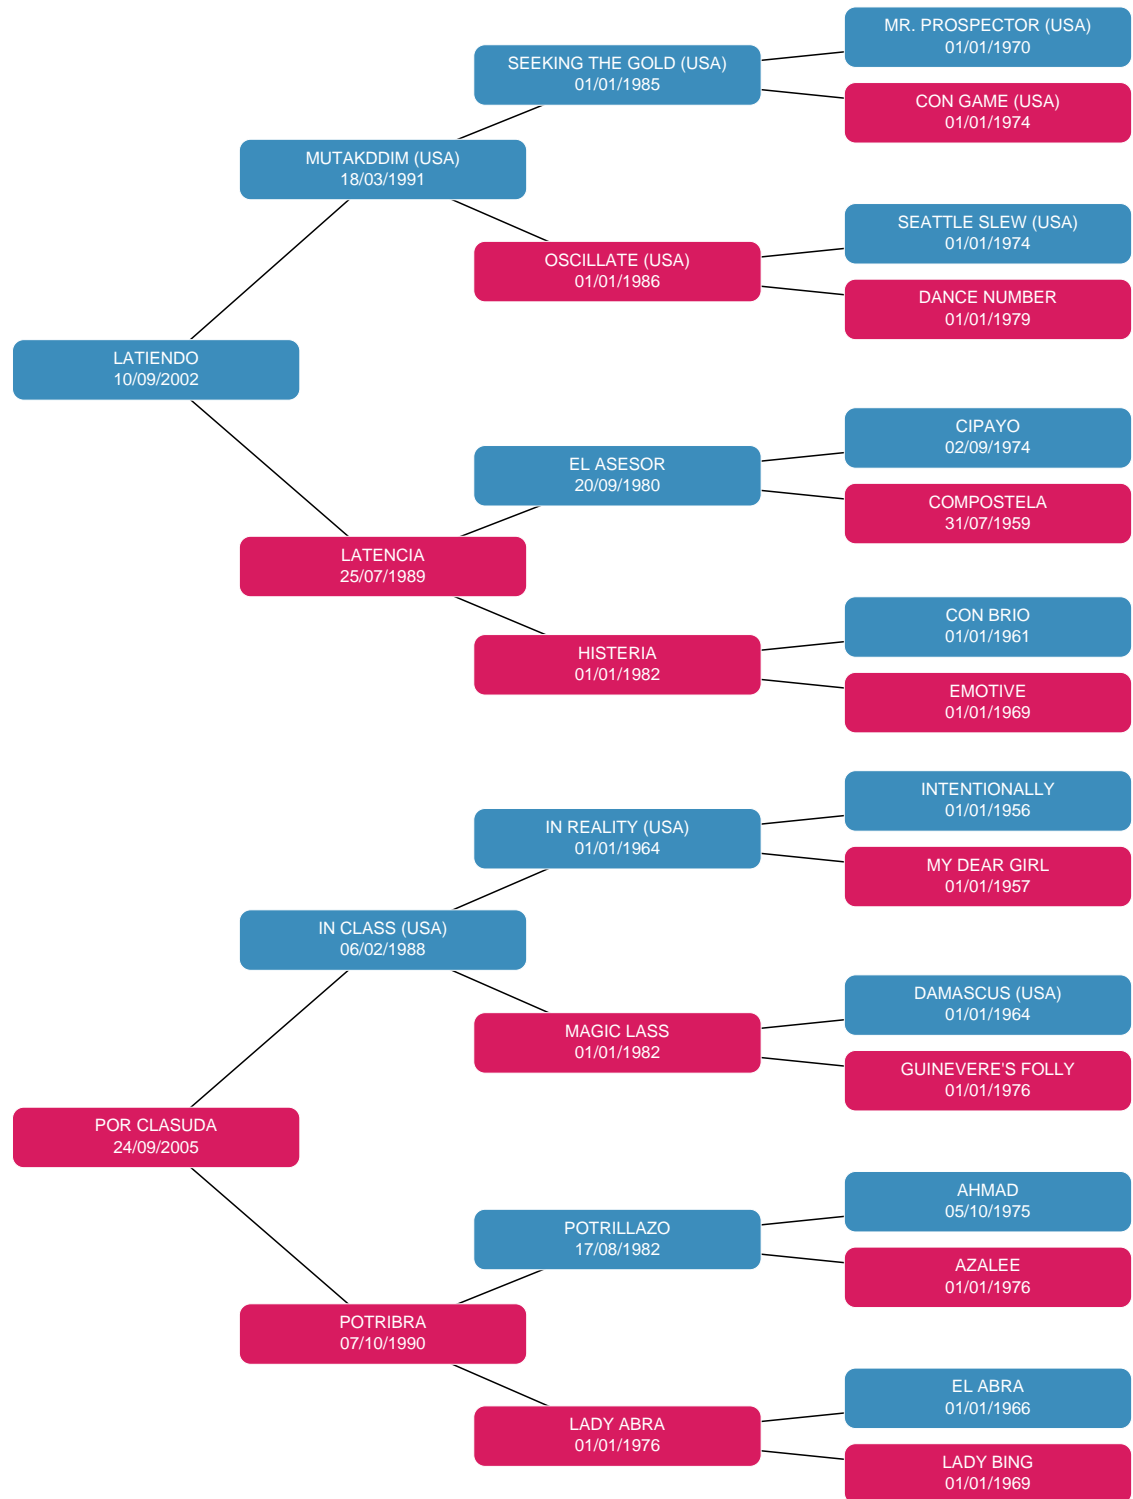 MR. PROSPECTOR (USA)
01/01/1970
SEEKING THE GOLD (USA)
01/01/1985
CON GAME (USA)
01/01/1974
MUTAKDDIM (USA)
18/03/1991
SEATTLE SLEW (USA)
01/01/1974
OSCILLATE (USA)
01/01/1986
DANCE NUMBER
01/01/1979
LATIENDO
10/09/2002
CIPAYO
02/09/1974
EL ASESOR
20/09/1980
COMPOSTELA
31/07/1959
LATENCIA
25/07/1989
CON BRIO
01/01/1961
HISTERIA
01/01/1982
EMOTIVE
01/01/1969
INTENTIONALLY
01/01/1956
IN REALITY (USA)
01/01/1964
MY DEAR GIRL
01/01/1957
IN CLASS (USA)
06/02/1988
DAMASCUS (USA)
01/01/1964
MAGIC LASS
01/01/1982
GUINEVERE'S FOLLY
01/01/1976
POR CLASUDA
24/09/2005
AHMAD
05/10/1975
POTRILLAZO
17/08/1982
AZALEE
01/01/1976
POTRIBRA
07/10/1990
EL ABRA
01/01/1966
LADY ABRA
01/01/1976
LADY BING
01/01/1969